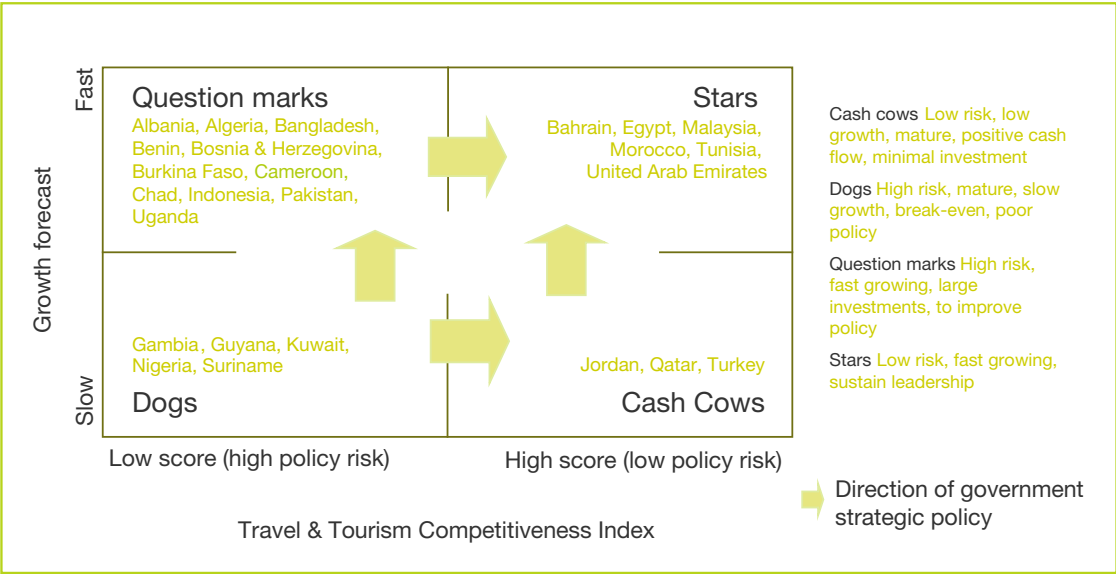 Fast
Growth forecast
Slow
Question marks
Albania, Algeria, Bangladesh,
Benin, Bosnia & Herzegovina,
Burkina Faso, Cameroon,
Chad, Indonesia, Pakistan,
Uganda
Stars
Bahrain, Egypt, Malaysia,
Morocco, Tunisia,
United Arab Emirates
Gambia, Guyana, Kuwait,
Nigeria, Suriname
Dogs
Jordan, Qatar, Turkey
Cash Cows
Low score (high policy risk)
High score (low policy risk)
Travel & Tourism Competitiveness Index
Cash cows Low risk, low
growth, mature, positive cash
flow, minimal investment
Dogs High risk, mature, slow
growth, break-even, poor
policy
Question marks High risk,
fast growing, large
investments, to improve
policy
Stars Low risk, fast growing,
sustain leadership
Direction of government
strategic policy